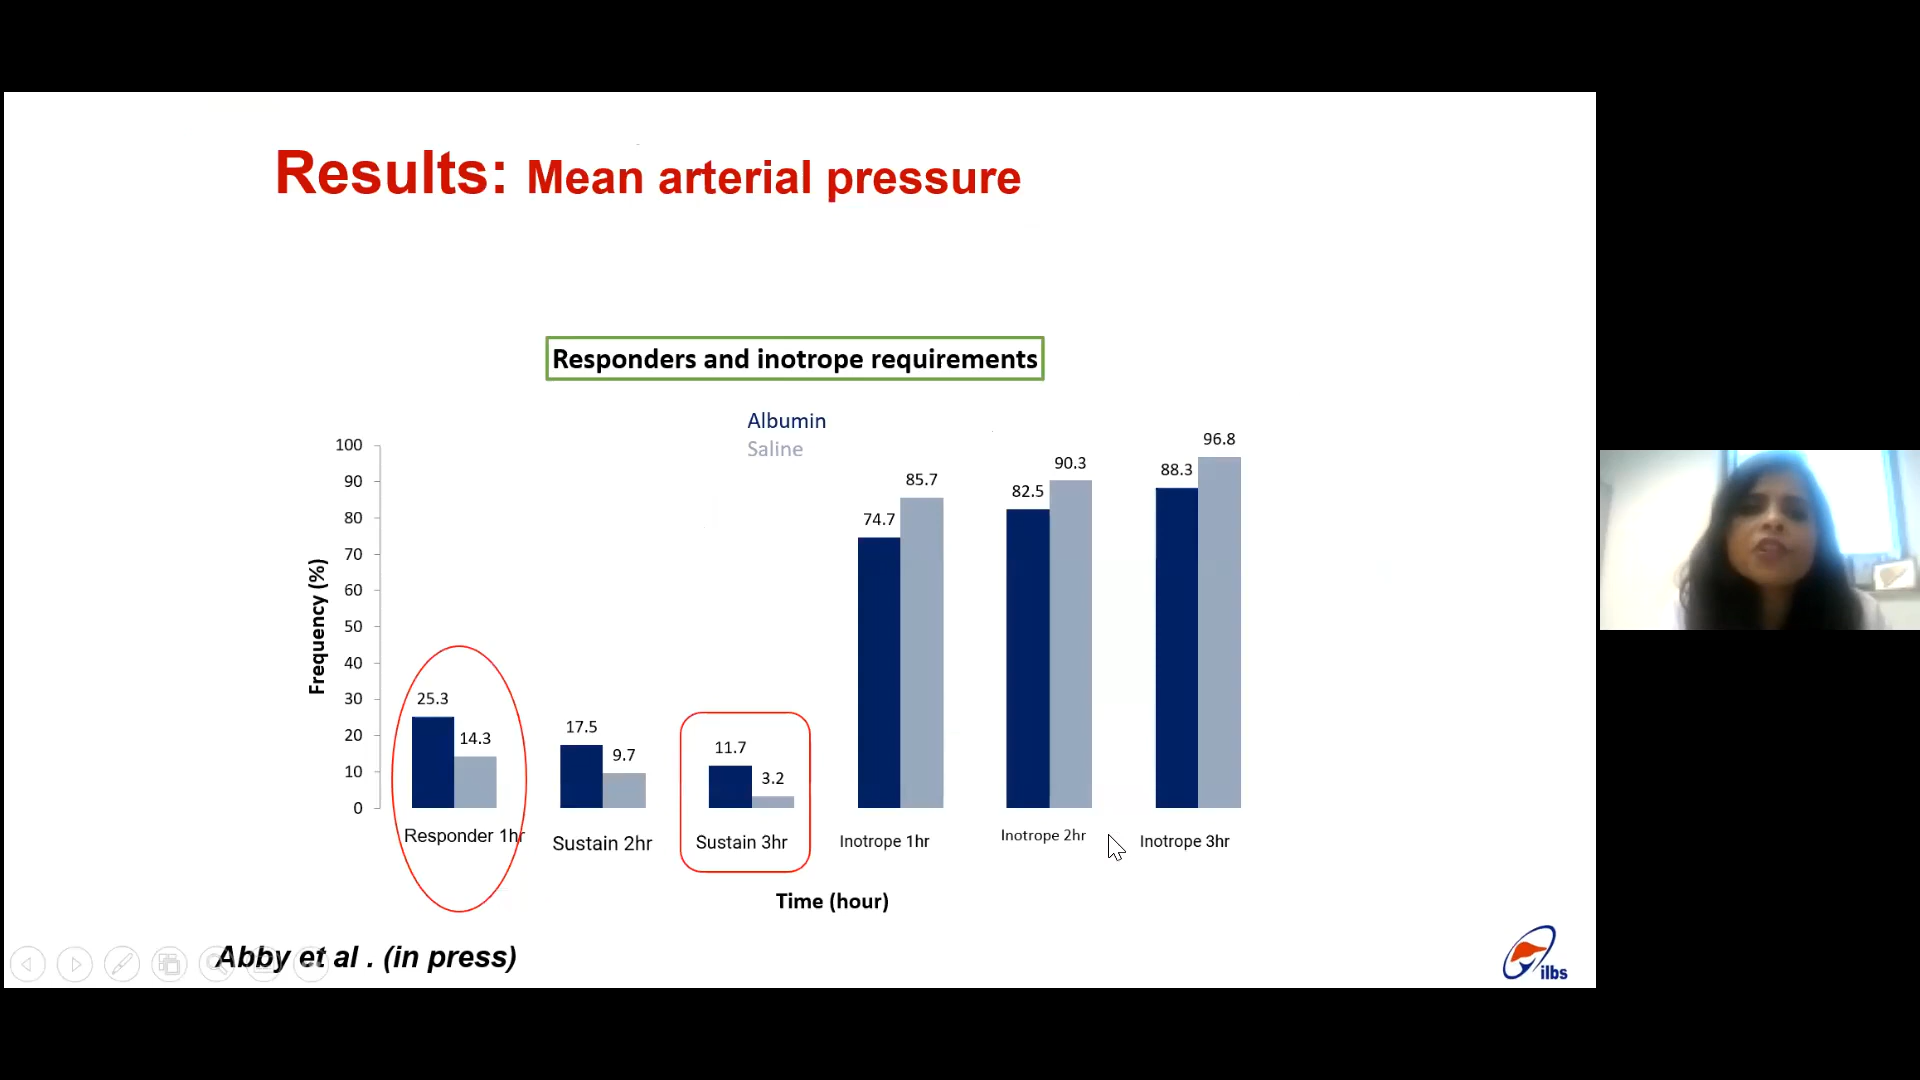 Results: Mean arterial pressure
Responders and inotrope requirements
Albumin
Saline
Frequency (%)
100
90
80
70
60
50
40
30
20
10
0
25.3
14.3
17.5
9.7
11.7
3.2
74.7
85.7
82.5
90.3
88.3
96.8
Responder 1hr
Sustain 2hr
Sustain 3hr
Inotrope 1hr
Inotrope 2hr
Inotrope 3hr
Time (hour)
Abby et al . (in press)
ilbs